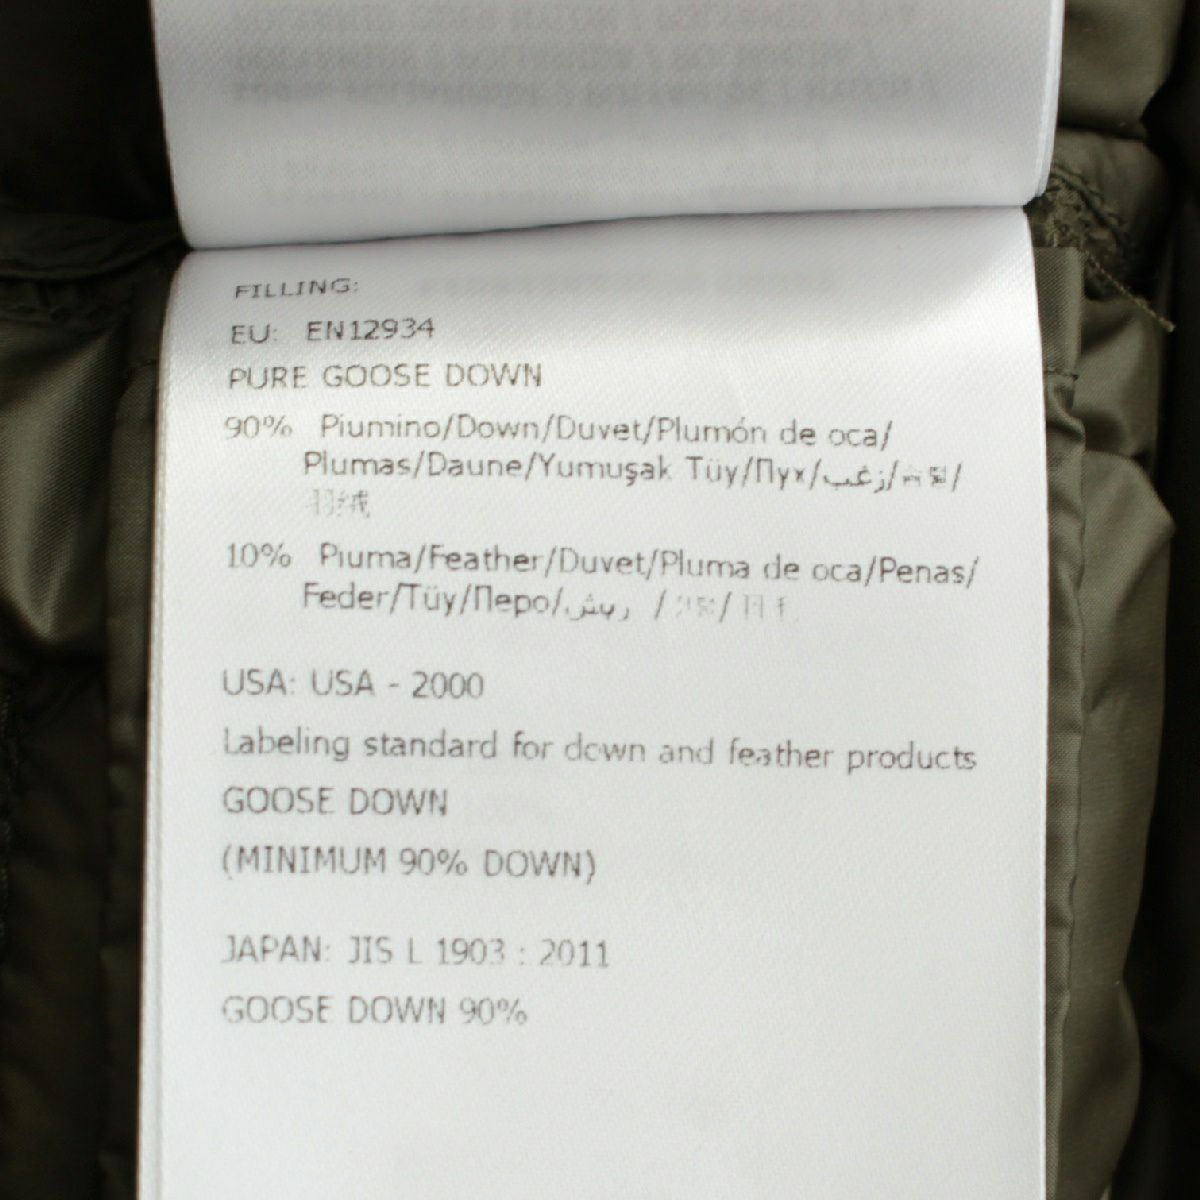 FILLING:
EU: EN12934
PURE GOOSE DOWN
90% Piumino/Down/Duvet/Plumón de oca/
Plumas/Daune/Yumuşak Tüy/Пух/زغب/
羽绒
10% Piuma/Feather/Duvet/Pluma de oca/Penas/
Feder/Tüy/Перо/ريش /
USA: USA - 2000
Labeling standard for down and feather products
GOOSE DOWN
(MINIMUM 90% DOWN)
JAPAN: JIS L 1903 : 2011
GOOSE DOWN 90%